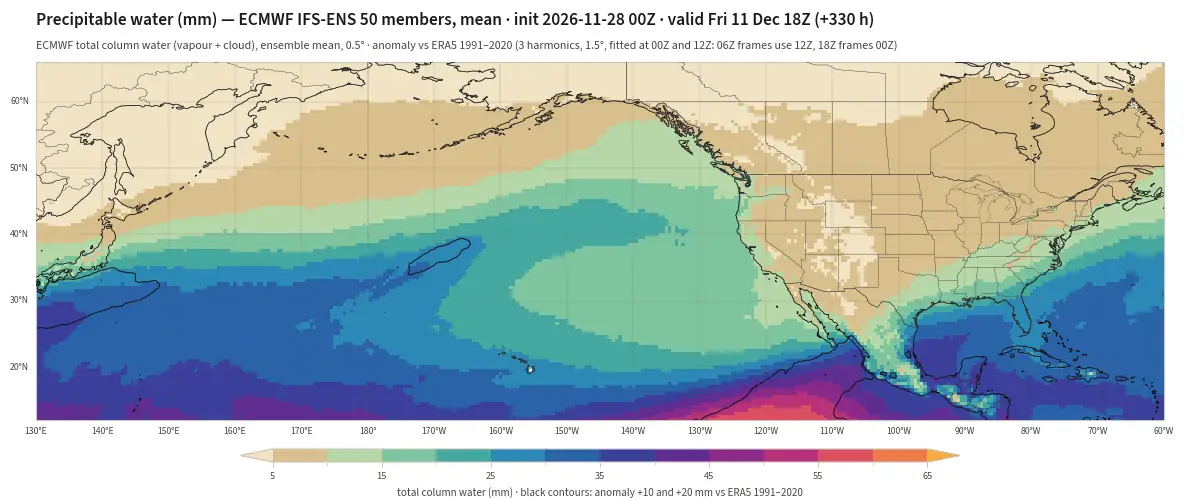 Precipitable water (mm) — ECMWF IFS-ENS 50 members, mean · init 2026-11-28 00Z · valid Fri 11 Dec 18Z (+330 h)
ECMWF total column water (vapour + cloud), ensemble mean, 0.5° · anomaly vs ERA5 1991–2020 (3 harmonics, 1.5°, fitted at 00Z and 12Z: 06Z frames use 12Z, 18Z frames 00Z)
60°N
50°N
40°N
30°N
20°N
130°E 140°E 150°E 160°E 170°E 180° 170°W 160°W 150°W 140°W 130°W 120°W 110°W 100°W 90°W 80°W 70°W 60°W
5 15 25 35 45 55 65
total column water (mm) · black contours: anomaly +10 and +20 mm vs ERA5 1991–2020